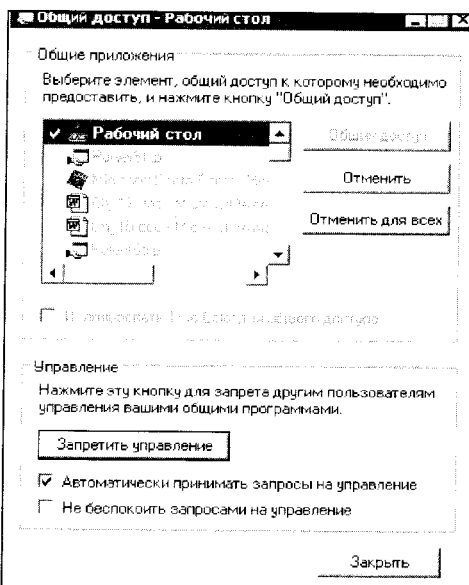 Общий доступ - Рабочий стол
Общие приложения
Выберите элемент, общий доступ к которому необходимо
предоставить, и нажмите кнопку "Общий доступ".
Рабочий стол
Общий доступ
Отменить
Отменить для всех
Управление
Нажмите эту кнопку для запрета другим пользователям
управления вашими общими программами.
Запретить управление
Автоматически принимать запросы на управление
Не беспокоить запросами на управление
Закрыть